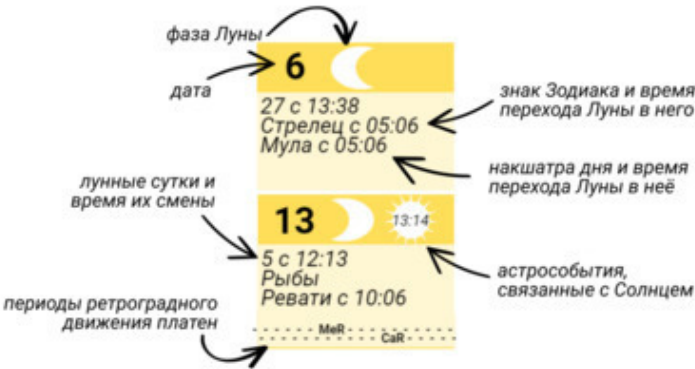 фаза Луны
6
дата
27 с 13:38
Стрелец с 05:06
Мула с 05:06
знак Зодиака и время
перехода Луны в него
накшатра дня и время
перехода Луны в неё
лунные сутки и
время их смены
13
13:14
5 с 12:13
Рыбы
Ревати с 10:06
астрособытия,
связанные с Солнцем
периоды ретроградного
движения платен
MeR
CaR